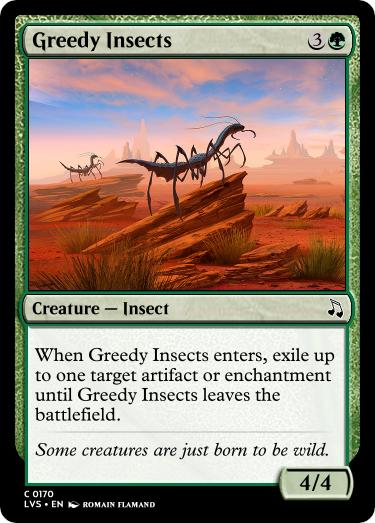 Greedy Insects 3
Creature — Insect
When Greedy Insects enters, exile up
to one target artifact or enchantment
until Greedy Insects leaves the
battlefield.
Some creatures are just born to be wild.
4/4
C 0170
LVS • EN ROMAIN FLAMAND